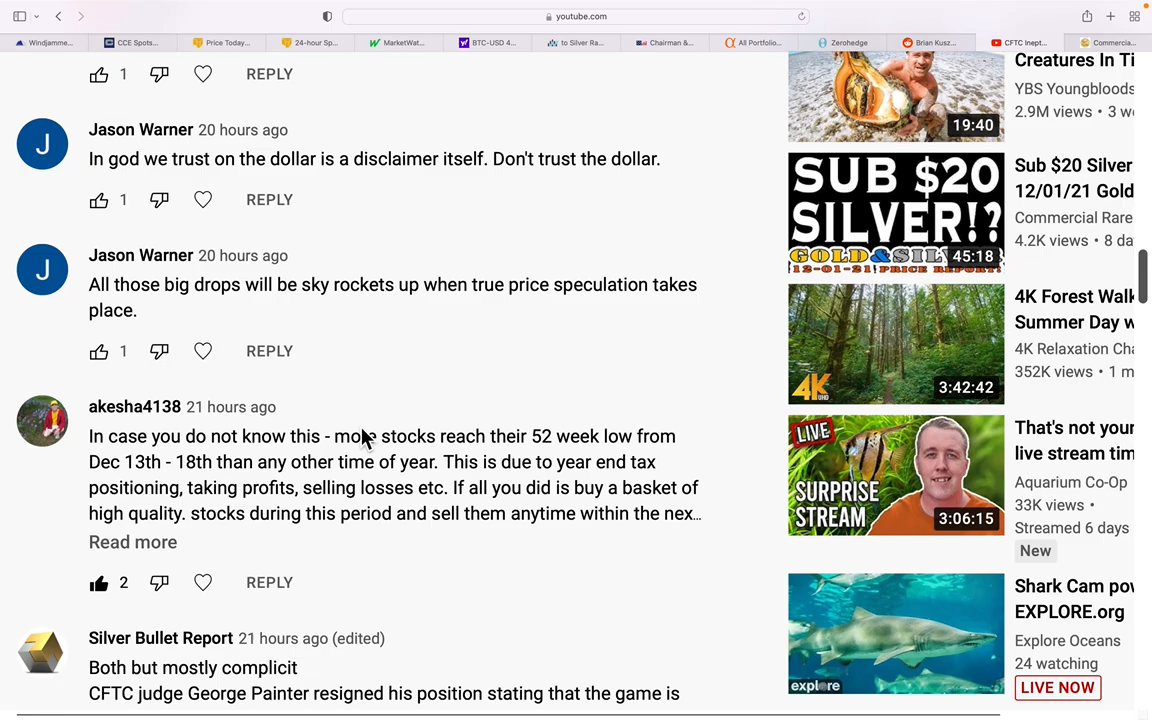 youtube.com
Windjamme...
CCE Spots...
Price Today...
24-hour Sp...
MarketWat...
BTC-USD 4...
to Silver Ra...
Chairman &...
All Portfolio...
Zerohedge
Brian Kusz...
CFTC Inept...
Commercia...
1
REPLY
Jason Warner 20 hours ago
In god we trust on the dollar is a disclaimer itself. Don't trust the dollar.
1
REPLY
Jason Warner 20 hours ago
All those big drops will be sky rockets up when true price speculation takes
place.
1
REPLY
akesha4138 21 hours ago
In case you do not know this - more stocks reach their 52 week low from
Dec 13th - 18th than any other time of year. This is due to year end tax
positioning, taking profits, selling losses etc. If all you did is buy a basket of
high quality. stocks during this period and sell them anytime within the nex...
Read more
2
REPLY
Silver Bullet Report 21 hours ago (edited)
Both but mostly complicit
CFTC judge George Painter resigned his position stating that the game is
19:40
Creatures In Ti
YBS Youngbloods
2.9M views • 3 w
SUB $20
SILVER!?
GOLD&SIL
12-01-21 PRICE REPORT!
45:18
Sub $20 Silver
12/01/21 Gold
Commercial Rare
4.2K views • 8 da
4K
UHD
3:42:42
4K Forest Walk
Summer Day w
4K Relaxation Cha
352K views • 1 m
LIVE
SURPRISE
STREAM
3:06:15
That's not your
live stream tim
Aquarium Co-Op
33K views •
Streamed 6 days
New
explore
Shark Cam pow
EXPLORE.org
Explore Oceans
24 watching
LIVE NOW